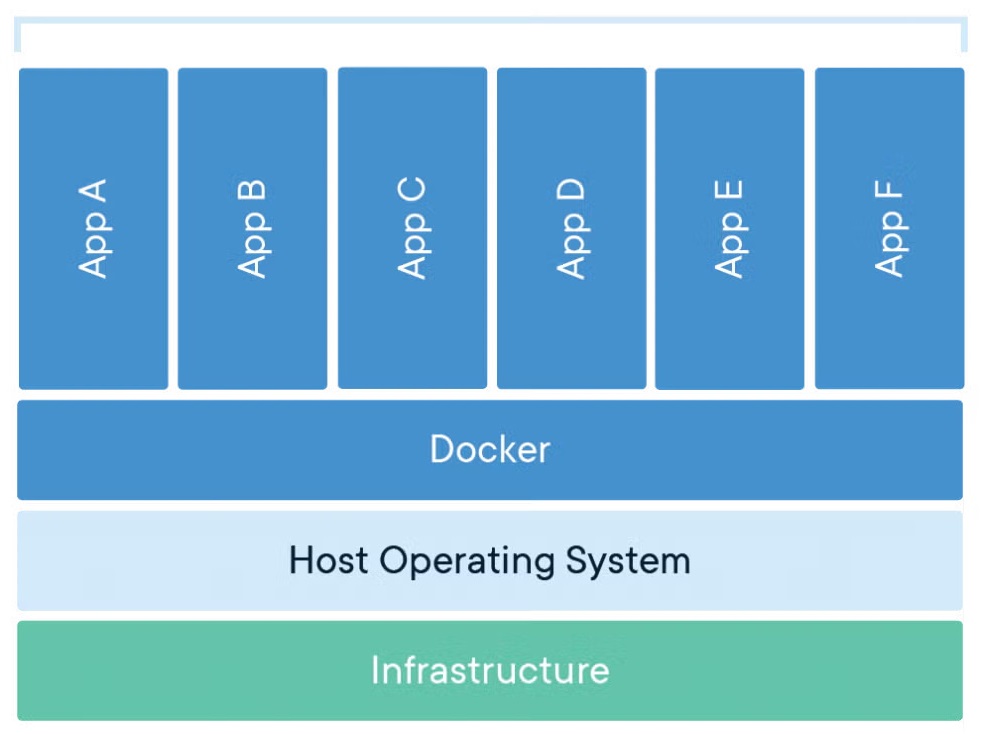 App A
App B
App C
App D
App E
App F
Docker
Host Operating System
Infrastructure